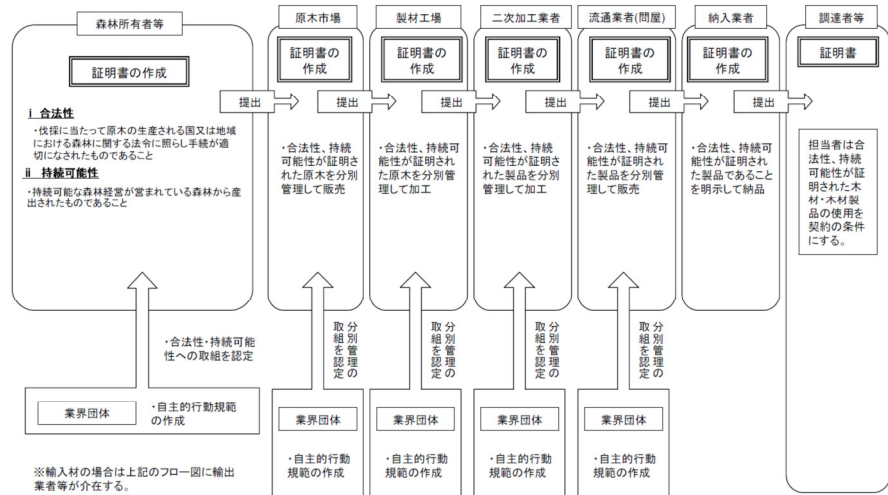 森林所有者等
証明書の作成
ⅰ 合法性
・伐採に当たって原木の生産される国又は地域
における森林に関する法令に照らし手続が適
切になされたものであること
ⅱ 持続可能性
・持続可能な森林経営が営まれている森林から産
出されたものであること
提出
原木市場
証明書の
作成
提出
・合法性、持続
可能性が証明さ
れた原木を分別
管理して販売
製材工場
証明書の
作成
提出
・合法性、持続可
能性が証明され
た原木を分別管
理して加工
二次加工業者
証明書の
作成
提出
・合法性、持続可
能性が証明され
た製品を分別管
理して加工
流通業者(問屋)
証明書の
作成
提出
・合法性、持続可
能性が証明され
た製品を分別管
理して販売
納入業者
証明書の
作成
提出
・合法性、持続可
能性が証明され
た製品であること
を明示して納品
調達者等
証明書
担当者は合
法性、持続
可能性が証
明された木
材・木材製
品の使用を
契約の条件
にする。
・合法性・持続可能
性への取組を認定
業界団体
・自主的行動規範
の作成
分別管理の
取組を認定
業界団体
・自主的行動
規範の作成
分別管理の
取組を認定
業界団体
・自主的行動
規範の作成
分別管理の
取組を認定
業界団体
・自主的行動
規範の作成
分別管理の
取組を認定
業界団体
・自主的行動
規範の作成
※輸入材の場合は上記のフロー図に輸出
業者等が介在する。